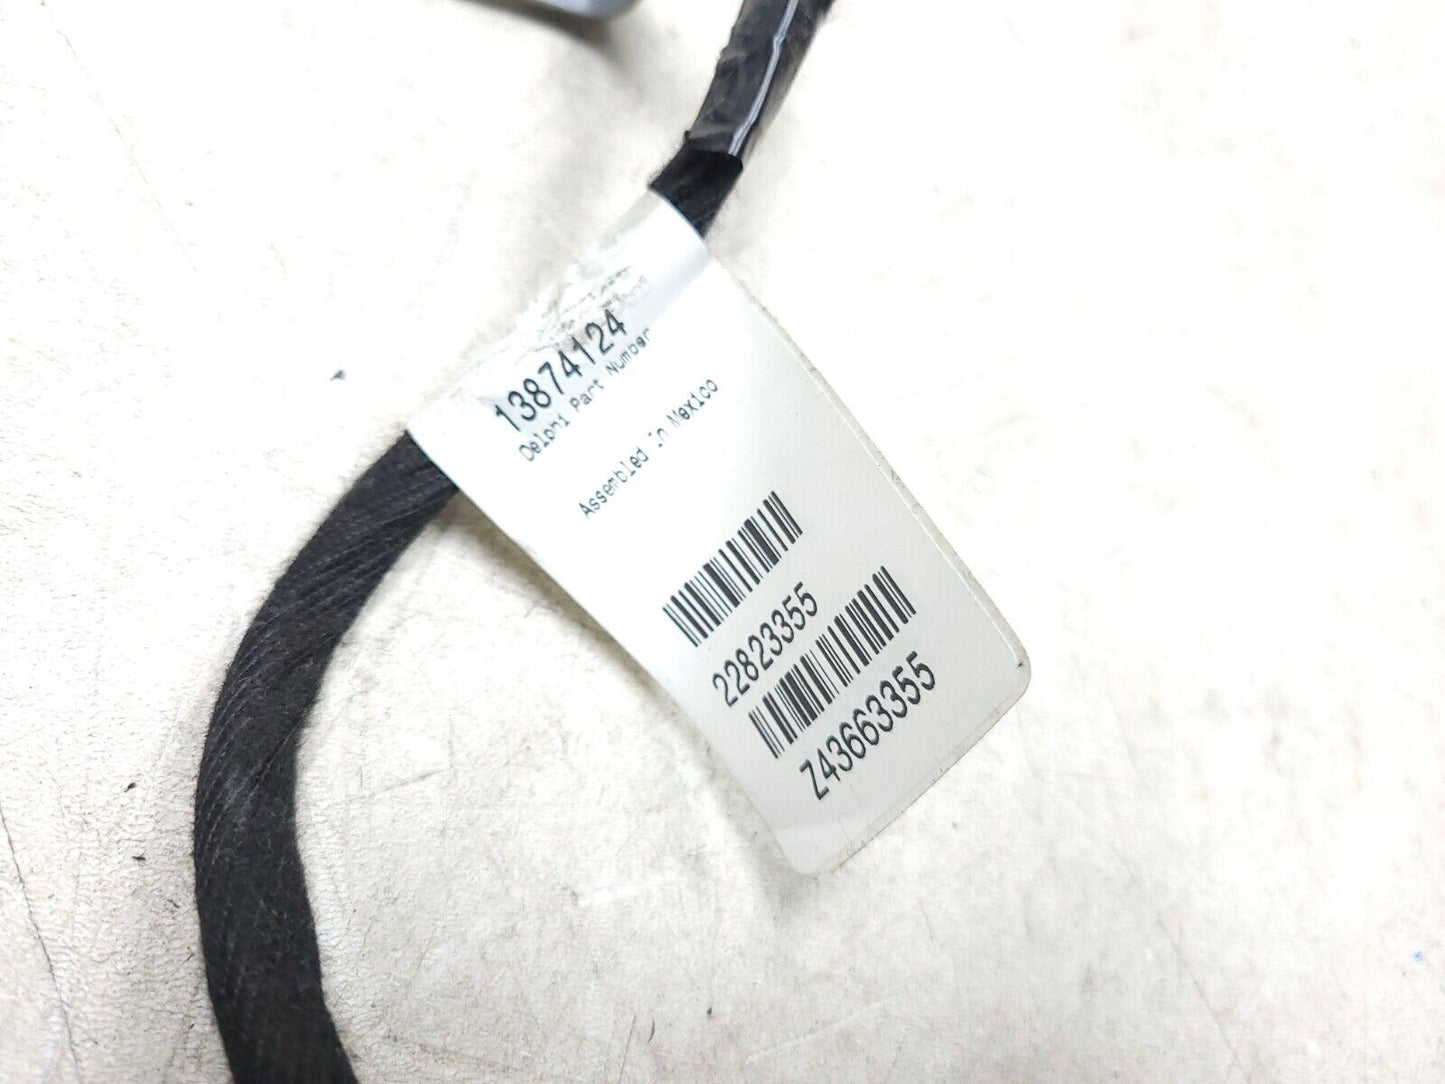 13874124
Delphi Part Number
Assembled in Mexico
22823355
Z43663355